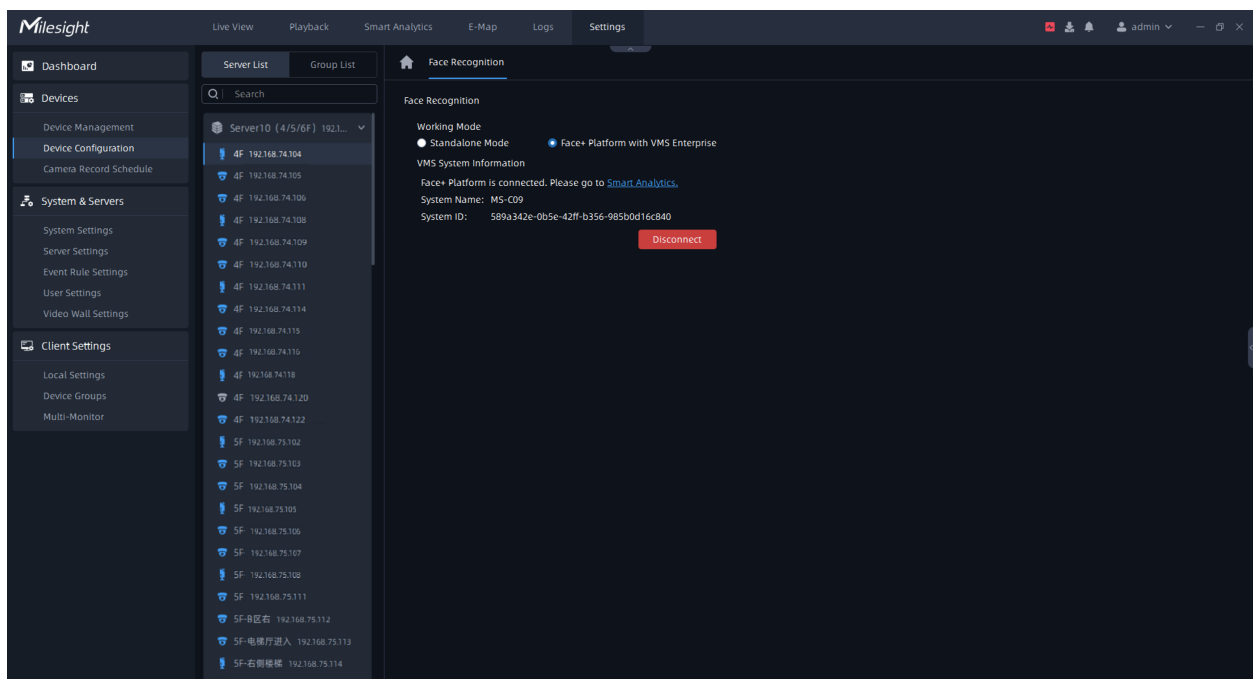 Milesight
Live View
Playback
Smart Analytics
E-Map
Logs
Settings
admin
Dashboard
Devices
Device Management
Device Configuration
Camera Record Schedule
System & Servers
System Settings
Server Settings
Event Rule Settings
User Settings
Video Wall Settings
Client Settings
Local Settings
Device Groups
Multi-Monitor
Server List
Group List
Search
Server10 (4/5/6F) 192.1...
4F 192.168.74.104
4F 192.168.74.105
4F 192.168.74.106
4F 192.168.74.108
4F 192.168.74.109
4F 192.168.74.110
4F 192.168.74.111
4F 192.168.74.114
4F 192.168.74.115
4F 192.168.74.116
4F 192.168.74.118
4F 192.168.74.120
4F 192.168.74.122
5F 192.168.75.102
5F 192.168.75.103
5F 192.168.75.104
5F 192.168.75.105
5F 192.168.75.106
5F 192.168.75.107
5F 192.168.75.108
5F 192.168.75.111
5F-B区右 192.168.75.112
5F-电梯厅进入 192.168.75.113
5F-右侧楼梯 192.168.75.114
Face Recognition
Face Recognition
Working Mode
Standalone Mode
Face+ Platform with VMS Enterprise
VMS System Information
Face+ Platform is connected. Please go to Smart Analytics.
System Name: MS-C09
System ID: 589a342e-0b5e-42ff-b356-985b0d16c840
Disconnect